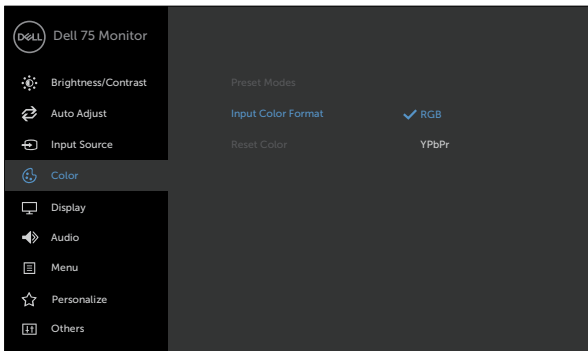 DELL Dell 75 Monitor
Brightness/Contrast Preset Modes
Auto Adjust Input Color Format RGB
Input Source Reset Color YPbPr
Color
Display
Audio
Menu
Personalize
Others